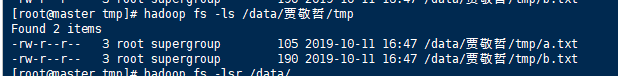 [root@master tmp]# hadoop fs -ls /data/贾敬哲/tmp
Found 2 items
-rw-r--r--   3 root supergroup        105 2019-10-11 16:47 /data/贾敬哲/tmp/a.txt
-rw-r--r--   3 root supergroup        190 2019-10-11 16:47 /data/贾敬哲/tmp/b.txt
[root@master tmp]# hadoop fs -lsr /data/